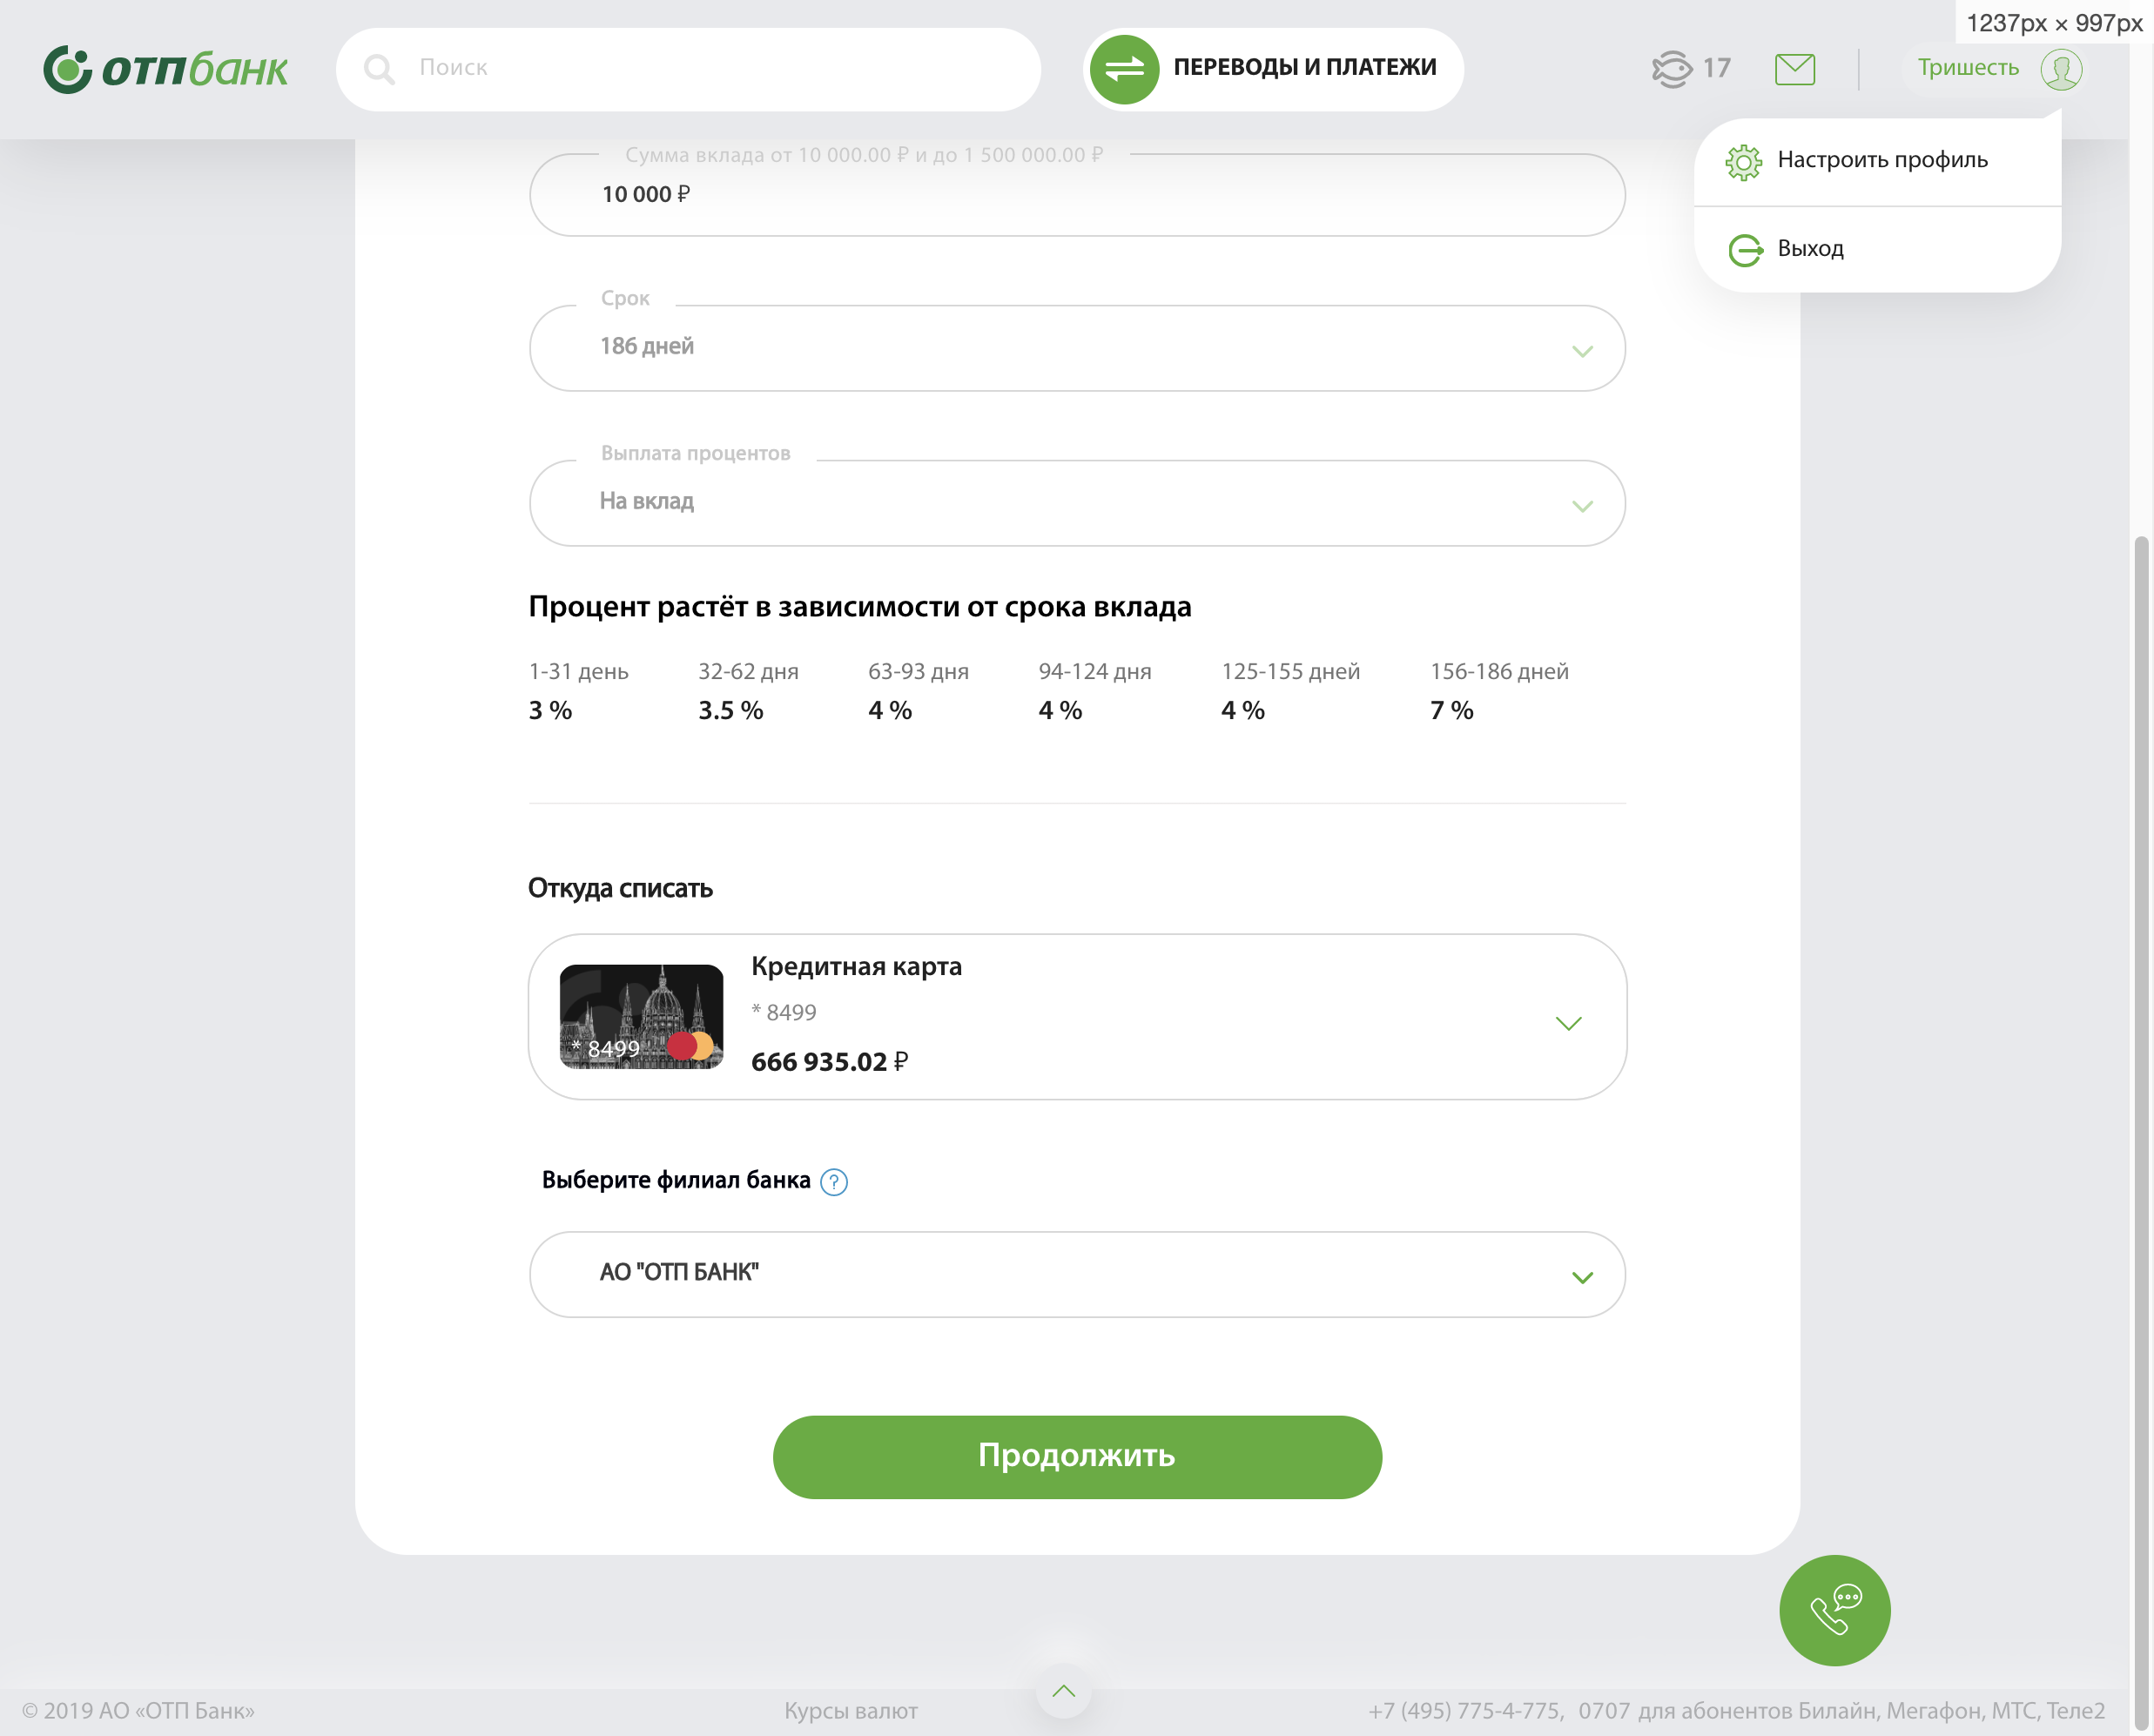 1237px × 997px
отпбанк
Поиск
ПЕРЕВОДЫ И ПЛАТЕЖИ
17
Тришесть
Настроить профиль
Выход
Сумма вклада от 10 000.00 ₽ и до 1 500 000.00 ₽
10 000 ₽
Срок
186 дней
Выплата процентов
На вклад
Процент растёт в зависимости от срока вклада
1-31 день 32-62 дня 63-93 дня 94-124 дня 125-155 дней 156-186 дней
3 % 3.5 % 4 % 4 % 4 % 7 %
Откуда списать
Кредитная карта
* 8499
* 8499
666 935.02 ₽
Выберите филиал банка ?
АО "ОТП БАНК"
Продолжить
© 2019 АО «ОТП Банк» Курсы валют +7 (495) 775-4-775, 0707 для абонентов Билайн, Мегафон, МТС, Теле2